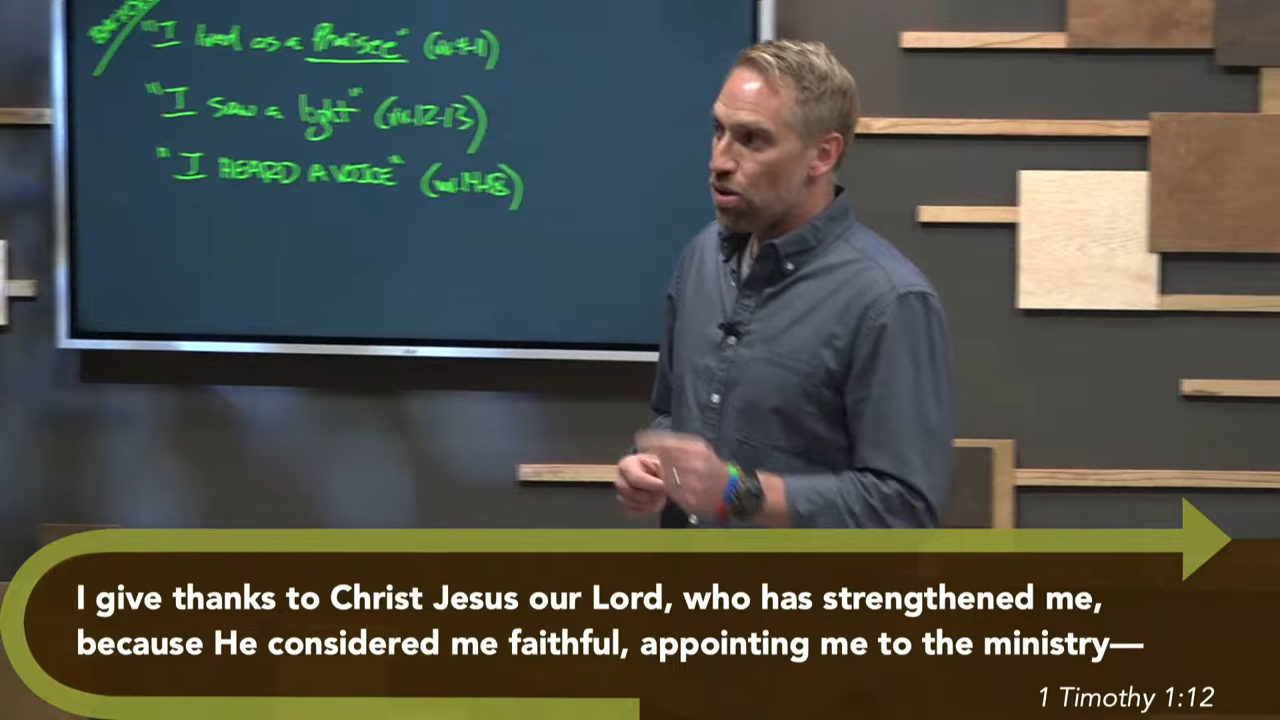 "I lived as a Pharisee" (vv.4-11)
"I saw a light" (vv.12-13)
"I HEARD A VOICE" (vv.14-18)
I give thanks to Christ Jesus our Lord, who has strengthened me,
because He considered me faithful, appointing me to the ministry—
1 Timothy 1:12